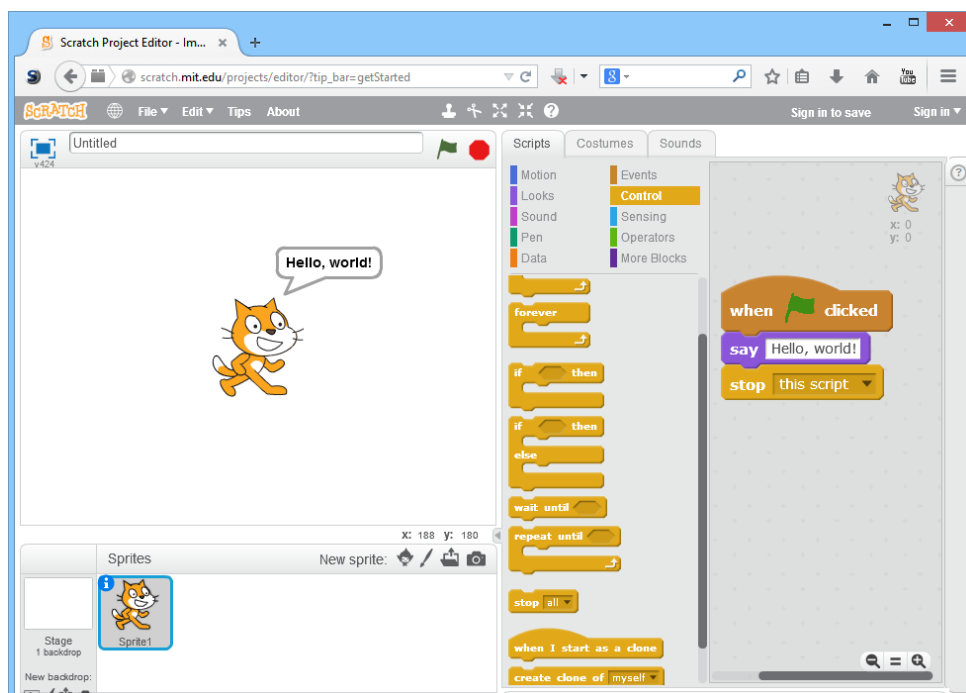 Scratch Project Editor - Im...
scratch.mit.edu/projects/editor/?tip_bar=getStarted
You
Tube
SCRATCH File Edit Tips About
Sign in to save Sign in
v424
Untitled
Hello, world!
x: 188 y: 180
Scripts Costumes Sounds
Motion Events
Looks Control
Sound Sensing
Pen Operators
Data More Blocks
forever
if then
if then
else
wait until
repeat until
stop all
when I start as a clone
create clone of myself
x: 0
y: 0
when clicked
say Hello, world!
stop this script
Sprites New sprite:
Stage
1 backdrop
New backdrop:
Sprite1